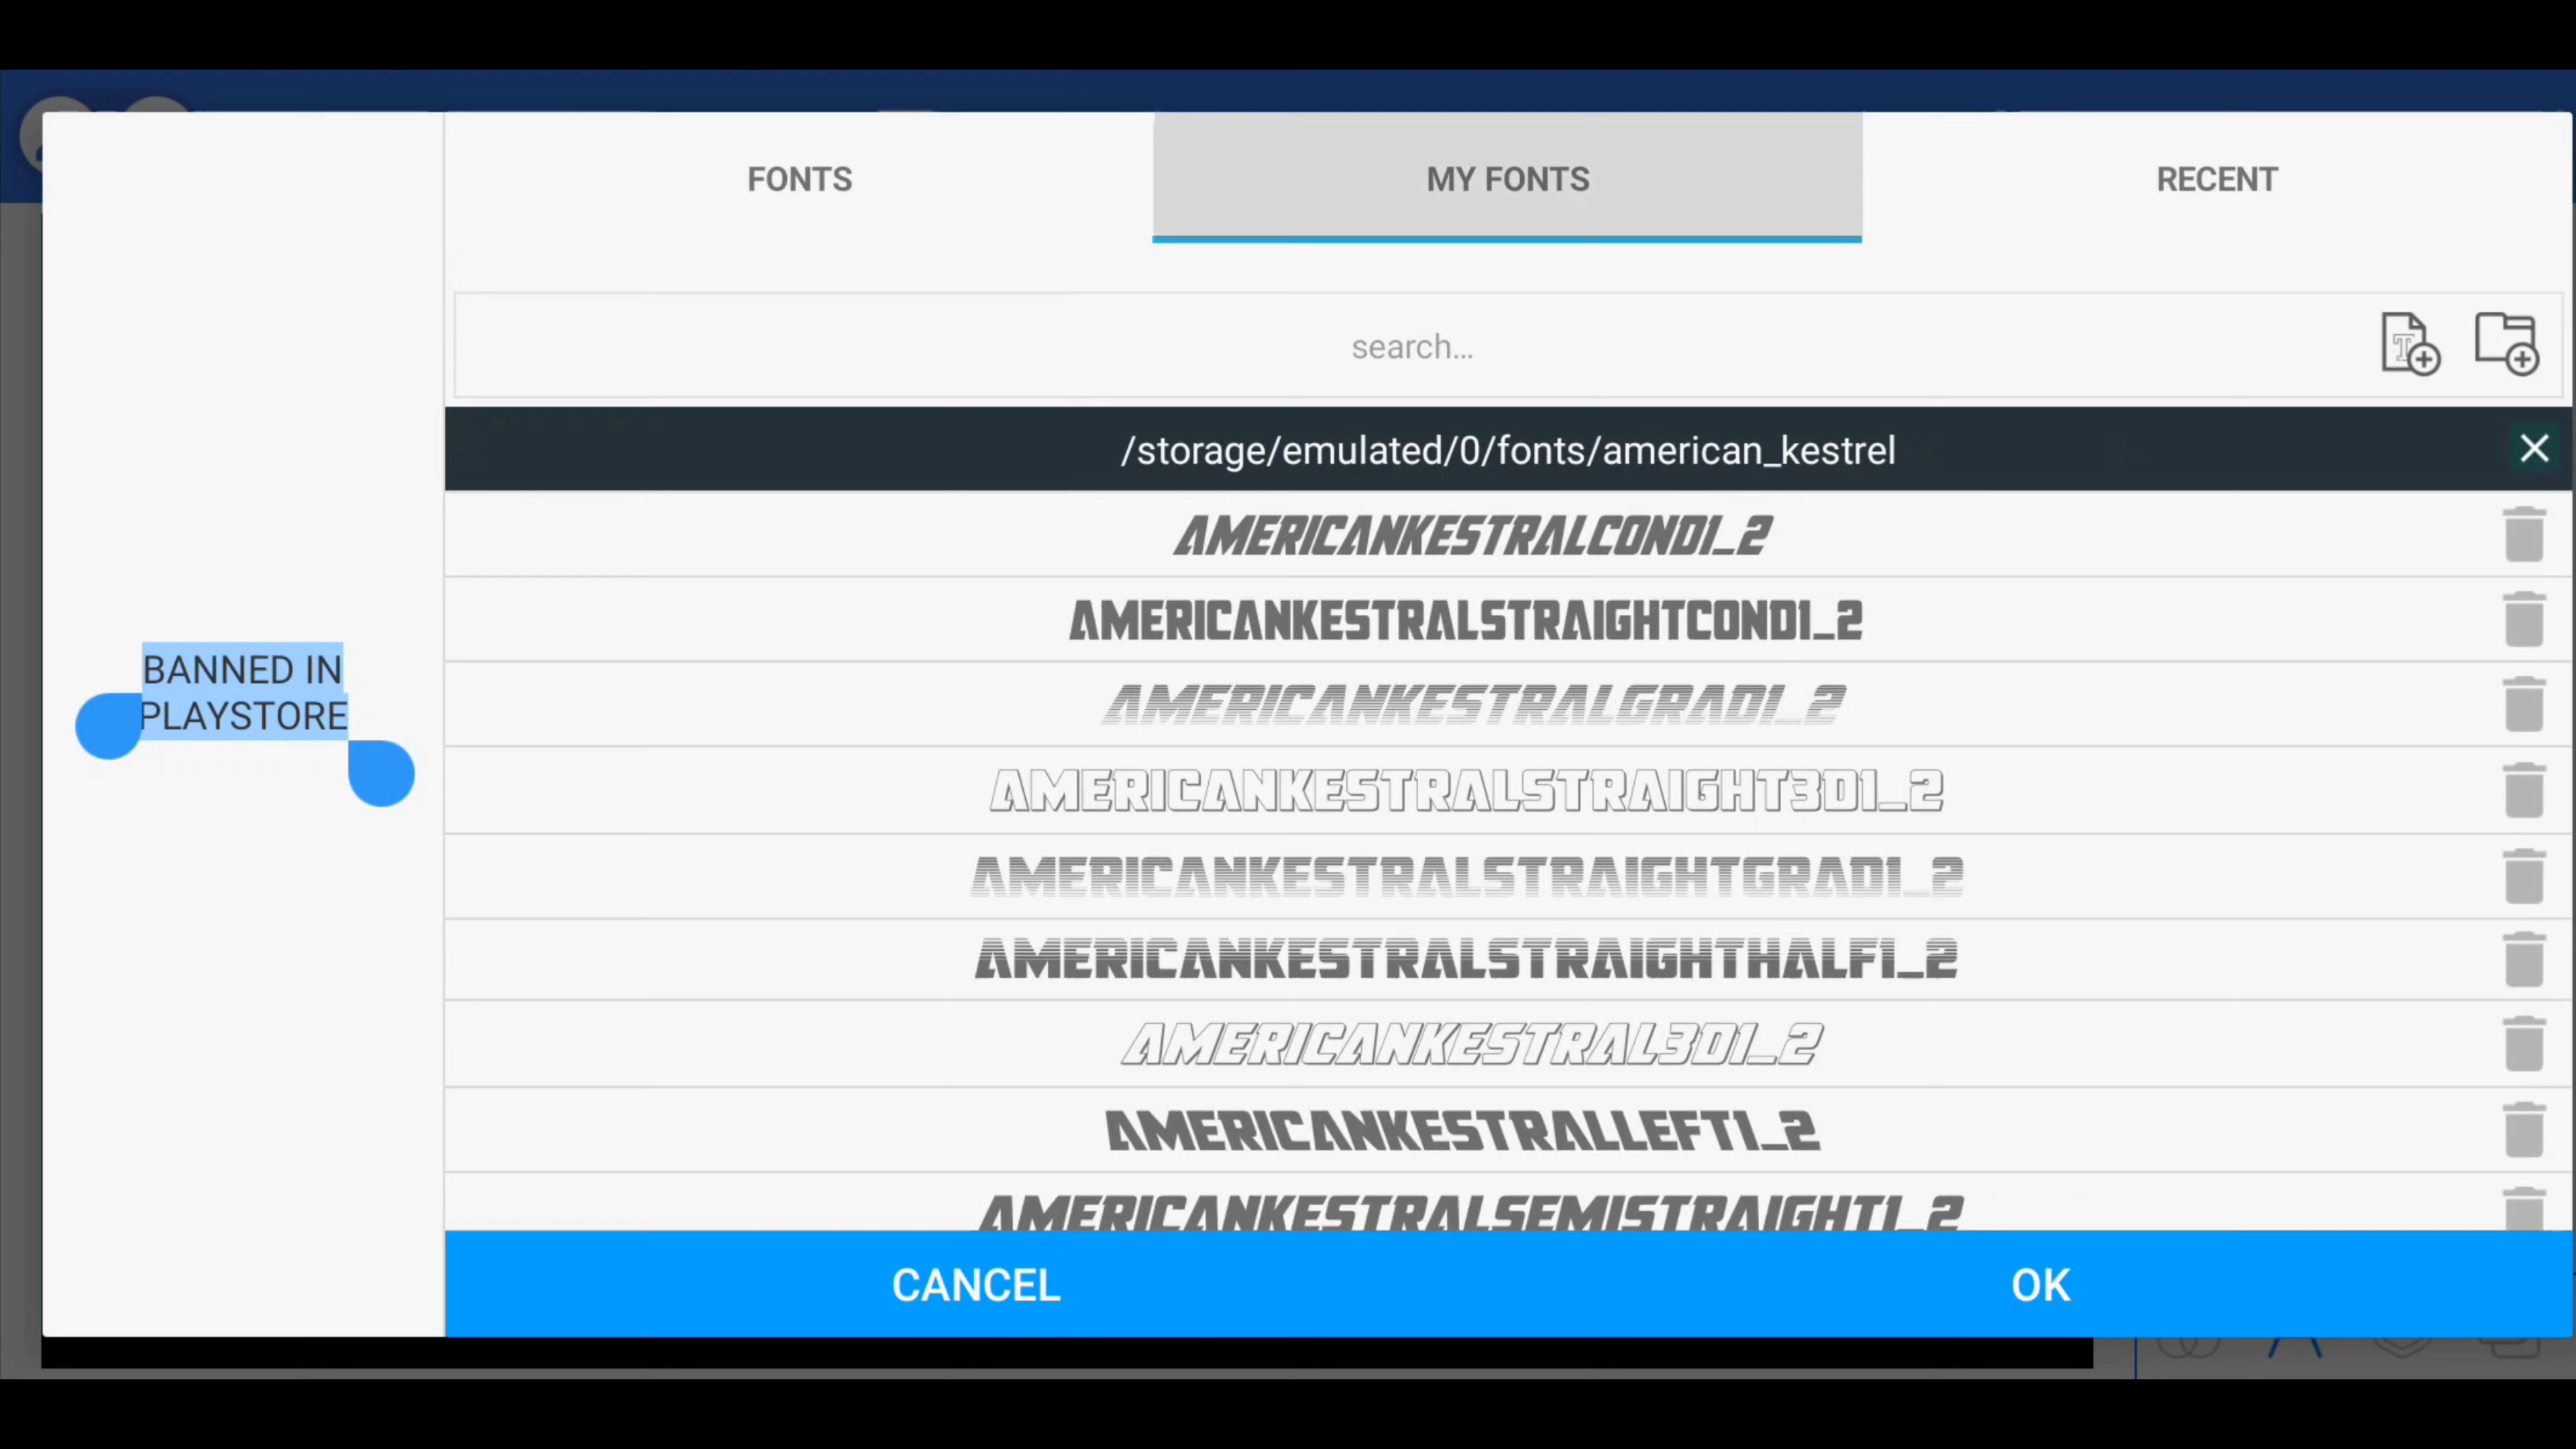 FONTS
MY FONTS
RECENT
search...
/storage/emulated/0/fonts/american_kestrel
AMERICANKESTRALCOND1_2
AMERICANKESTRALSTRAIGHTCOND1_2
AMERICANKESTRALGRAD1_2
AMERICANKESTRALSTRAIGHT3D1_2
AMERICANKESTRALSTRAIGHTGRAD1_2
AMERICANKESTRALSTRAIGHTHALF1_2
AMERICANKESTRAL3D1_2
AMERICANKESTRALLEFT1_2
AMERICANKESTRALSEMISTRAIGHT1_2
BANNED IN
PLAYSTORE
CANCEL
OK